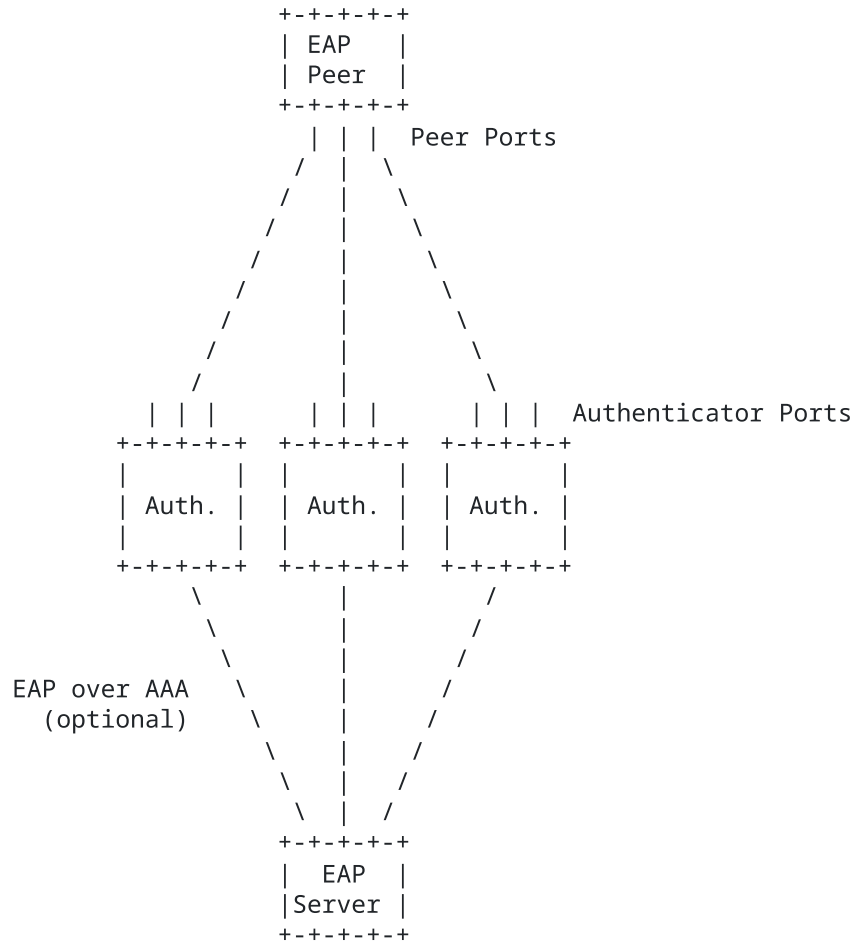 EAP
Peer
Peer Ports
Authenticator Ports
Auth. Auth. Auth.
EAP over AAA
(optional)
EAP
Server